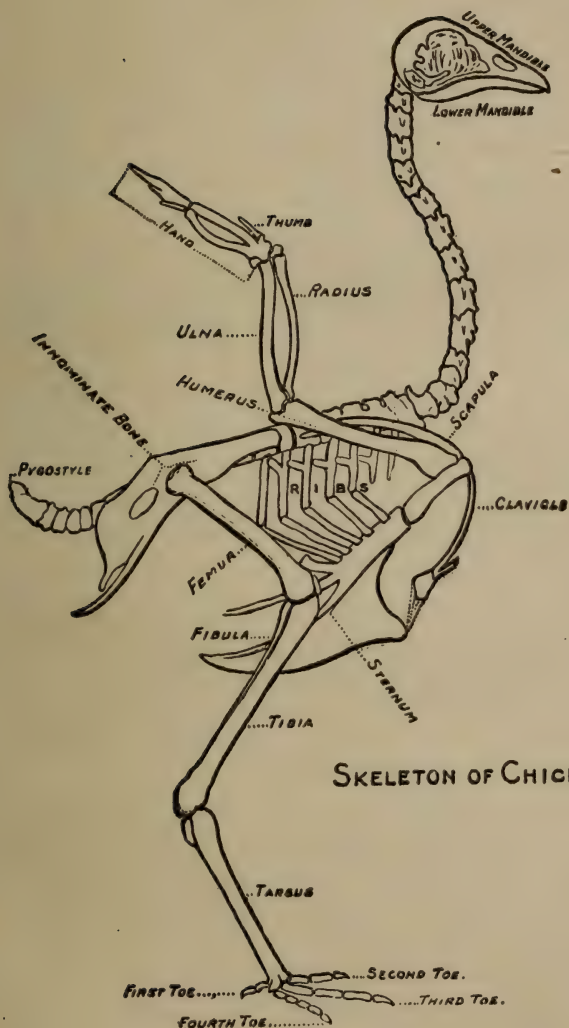 UPPER MANDIBLE
LOWER MANDIBLE
THUMB
HAND
RADIUS
ULNA
HUMERUS
SCAPULA
INNOMINATE BONE
PYGOSTYLE
RIBS
CLAVICLE
FEMUR
FIBULA
STERNUM
TIBIA
SKELETON OF CHIC
TARSUS
SECOND TOE.
FIRST TOE
THIRD TOE.
FOURTH TOE